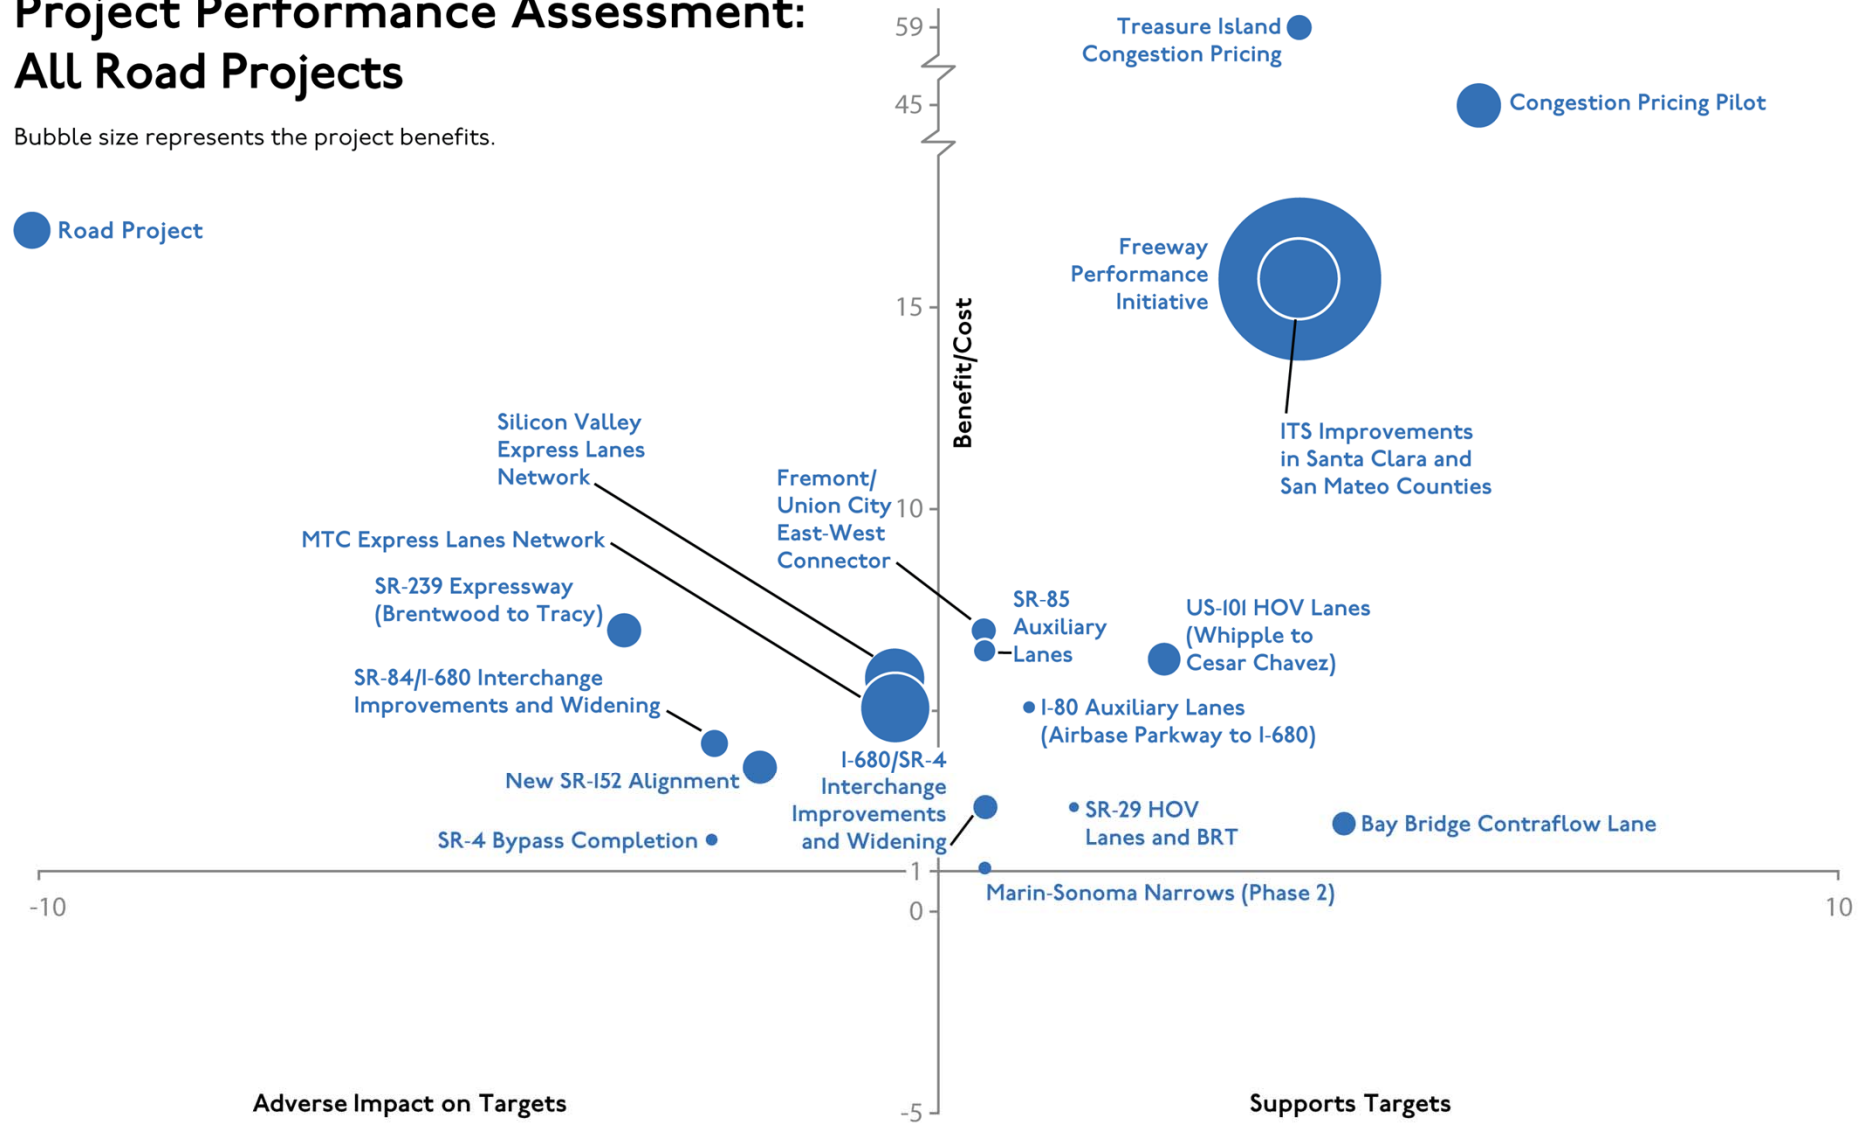 Project Performance Assessment:
All Road Projects
Bubble size represents the project benefits.
Road Project
59
45
15
10
1
0
-5
-10
10
Benefit/Cost
Treasure Island
Congestion Pricing
Congestion Pricing Pilot
Freeway
Performance
Initiative
ITS Improvements
in Santa Clara and
San Mateo Counties
Silicon Valley
Express Lanes
Network
Fremont/
Union City
East-West
Connector
MTC Express Lanes Network
SR-239 Expressway
(Brentwood to Tracy)
SR-85
Auxiliary
Lanes
US-101 HOV Lanes
(Whipple to
Cesar Chavez)
SR-84/I-680 Interchange
Improvements and Widening
I-80 Auxiliary Lanes
(Airbase Parkway to I-680)
New SR-152 Alignment
I-680/SR-4
Interchange
Improvements
and Widening
SR-29 HOV
Lanes and BRT
Bay Bridge Contraflow Lane
SR-4 Bypass Completion
Marin-Sonoma Narrows (Phase 2)
Adverse Impact on Targets
Supports Targets